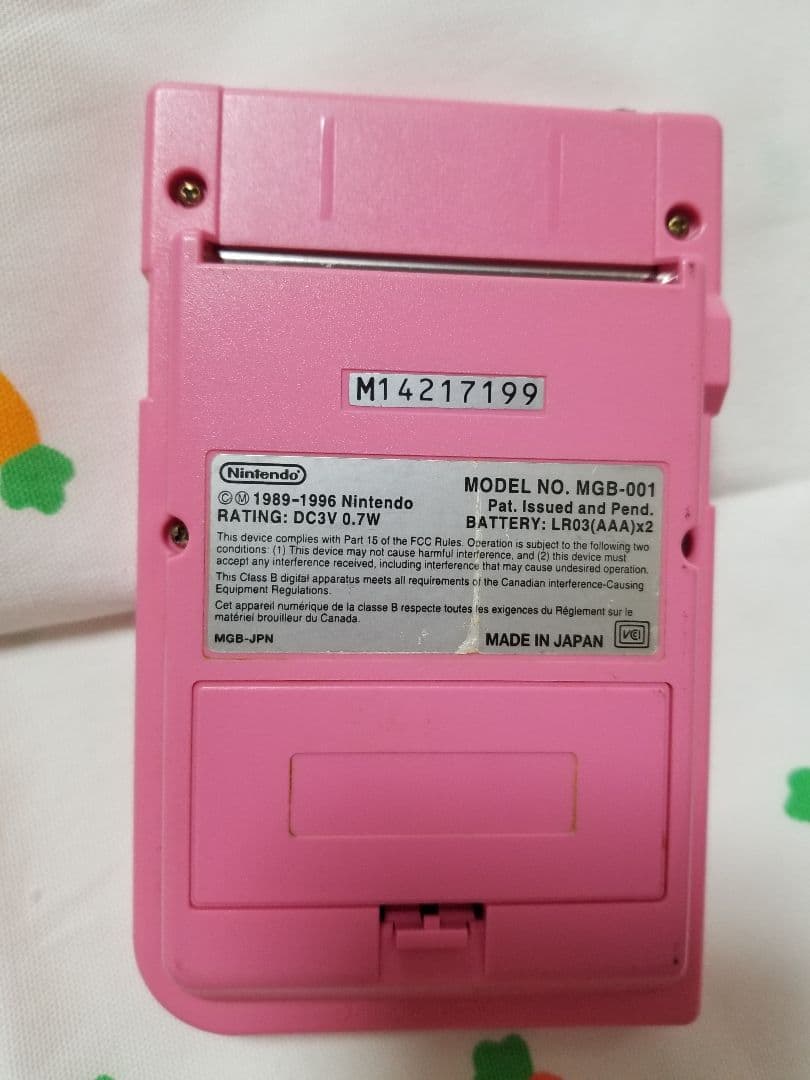 M14217199
Nintendo
MODEL NO. MGB-001
©Ⓜ 1989-1996 Nintendo
Pat. Issued and Pend.
RATING: DC3V 0.7W
BATTERY: LR03(AAA)x2
This device complies with Part 15 of the FCC Rules. Operation is subject to the following two
conditions: (1) This device may not cause harmful interference, and (2) this device must
accept any interference received, including interference that may cause undesired operation.
This Class B digital apparatus meets all requirements of the Canadian interference-Causing
Equipment Regulations.
Cet appareil numérique de la classe B respecte toutes les exigences du Règlement sur le
matériel brouilleur du Canada.
MGB-JPN
MADE IN JAPAN
VCI